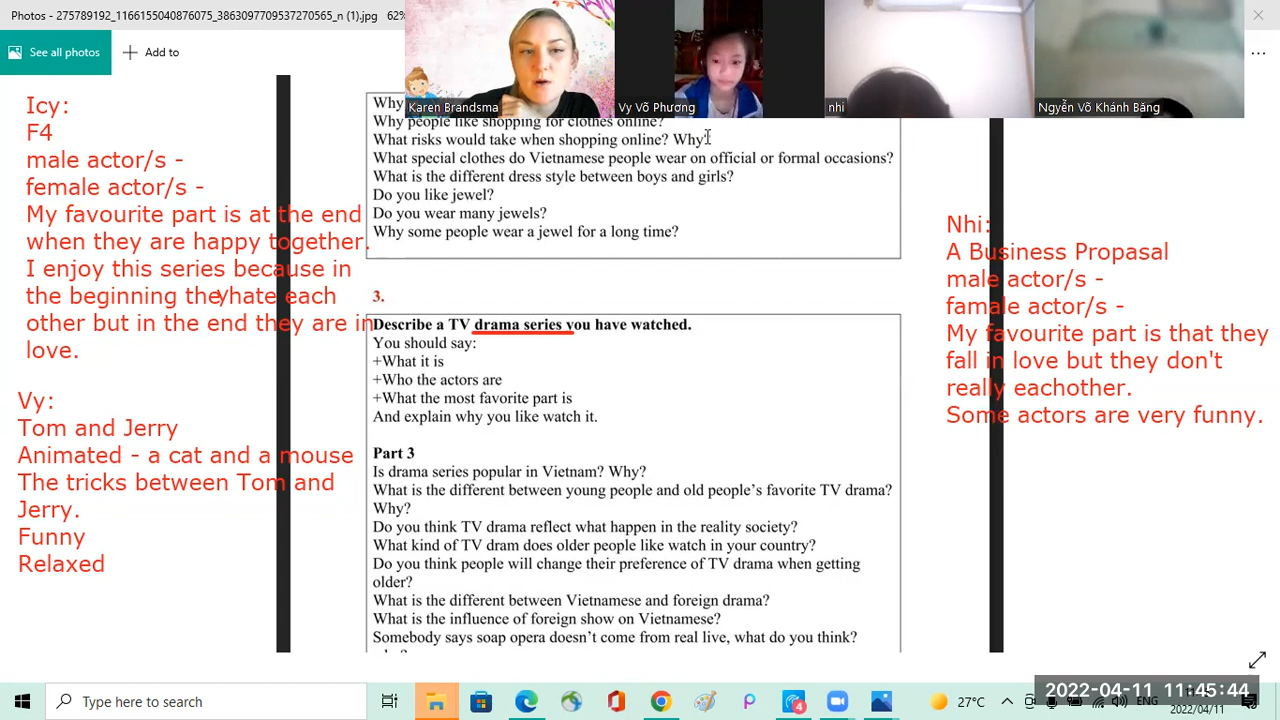 Photos - 275789192_1166155040876075_3863097709537270565_n (1).jpg 62%
See all photos
Add to
Karen Brandsma
Vy Võ Phương
nhi
Nguyễn Võ Khánh Băng
Icy:
F4
male actor/s -
female actor/s -
My favourite part is at the end
when they are happy together.
I enjoy this series because in
the beginning they hate each
other but in the end they are in
love.
Vy:
Tom and Jerry
Animated - a cat and a mouse
The tricks between Tom and
Jerry.
Funny
Relaxed
Why
Why people like shopping for clothes online?
What risks would take when shopping online? Why?
What special clothes do Vietnamese people wear on official or formal occasions?
What is the different dress style between boys and girls?
Do you like jewel?
Do you wear many jewels?
Why some people wear a jewel for a long time?
3.
Describe a TV drama series you have watched.
You should say:
+What it is
+Who the actors are
+What the most favorite part is
And explain why you like watch it.
Part 3
Is drama series popular in Vietnam? Why?
What is the different between young people and old people's favorite TV drama?
Why?
Do you think TV drama reflect what happen in the reality society?
What kind of TV dram does older people like watch in your country?
Do you think people will change their preference of TV drama when getting
older?
What is the different between Vietnamese and foreign drama?
What is the influence of foreign show on Vietnamese?
Somebody says soap opera doesn't come from real live, what do you think?
Nhi:
A Business Propasal
male actor/s -
famale actor/s -
My favourite part is that they
fall in love but they don't
really eachother.
Some actors are very funny.
Type here to search
4
27°C
ENG
2022-04-11 11:45:44
2022/04/11